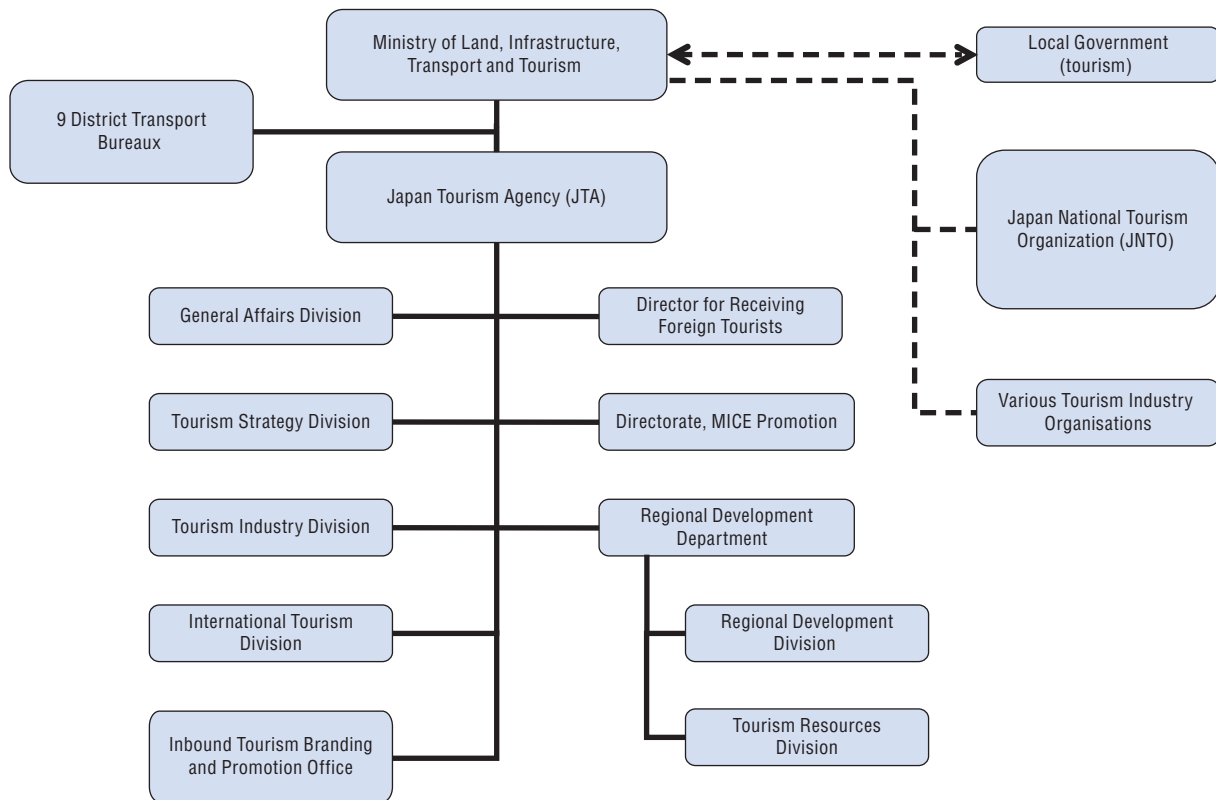 Ministry of Land, Infrastructure,
Transport and Tourism
Local Government
(tourism)
9 District Transport
Bureaux
Japan Tourism Agency (JTA)
Japan National Tourism
Organization (JNTO)
General Affairs Division
Director for Receiving
Foreign Tourists
Tourism Strategy Division
Directorate, MICE Promotion
Various Tourism Industry
Organisations
Tourism Industry Division
Regional Development
Department
International Tourism
Division
Regional Development
Division
Inbound Tourism Branding
and Promotion Office
Tourism Resources
Division